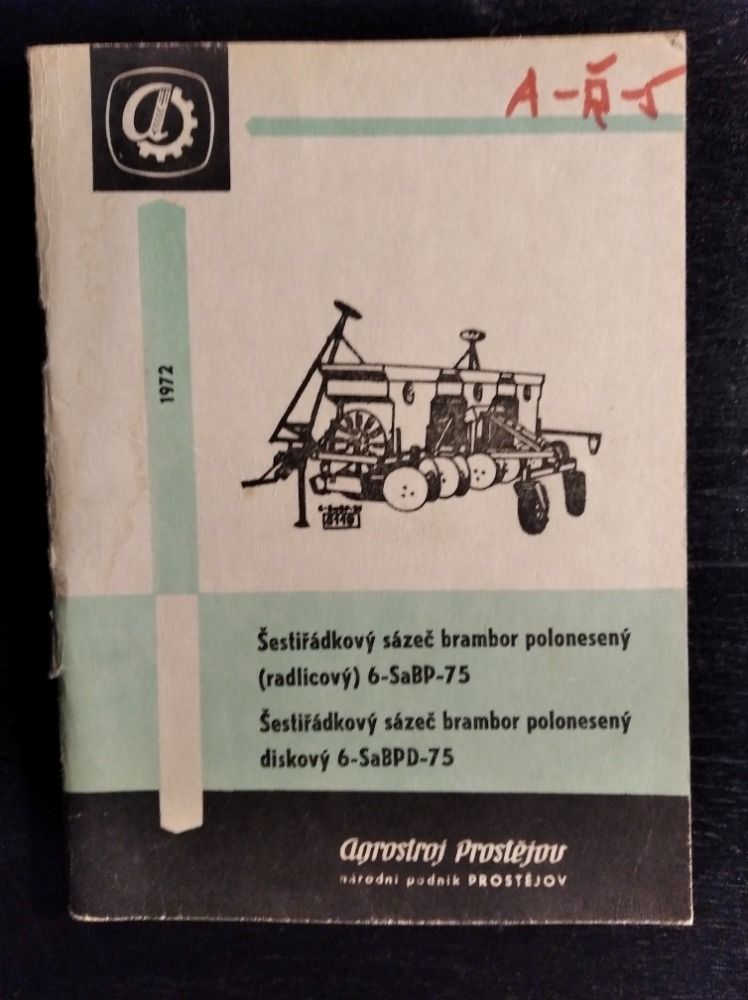 A-Ř-5
1972
Šestiřádkový sázeč brambor polonesený
(radlicový) 6-SaBP-75
Šestiřádkový sázeč brambor polonesený
diskový 6-SaBPD-75
agrostroj Prostějov
národní podnik PROSTĚJOV